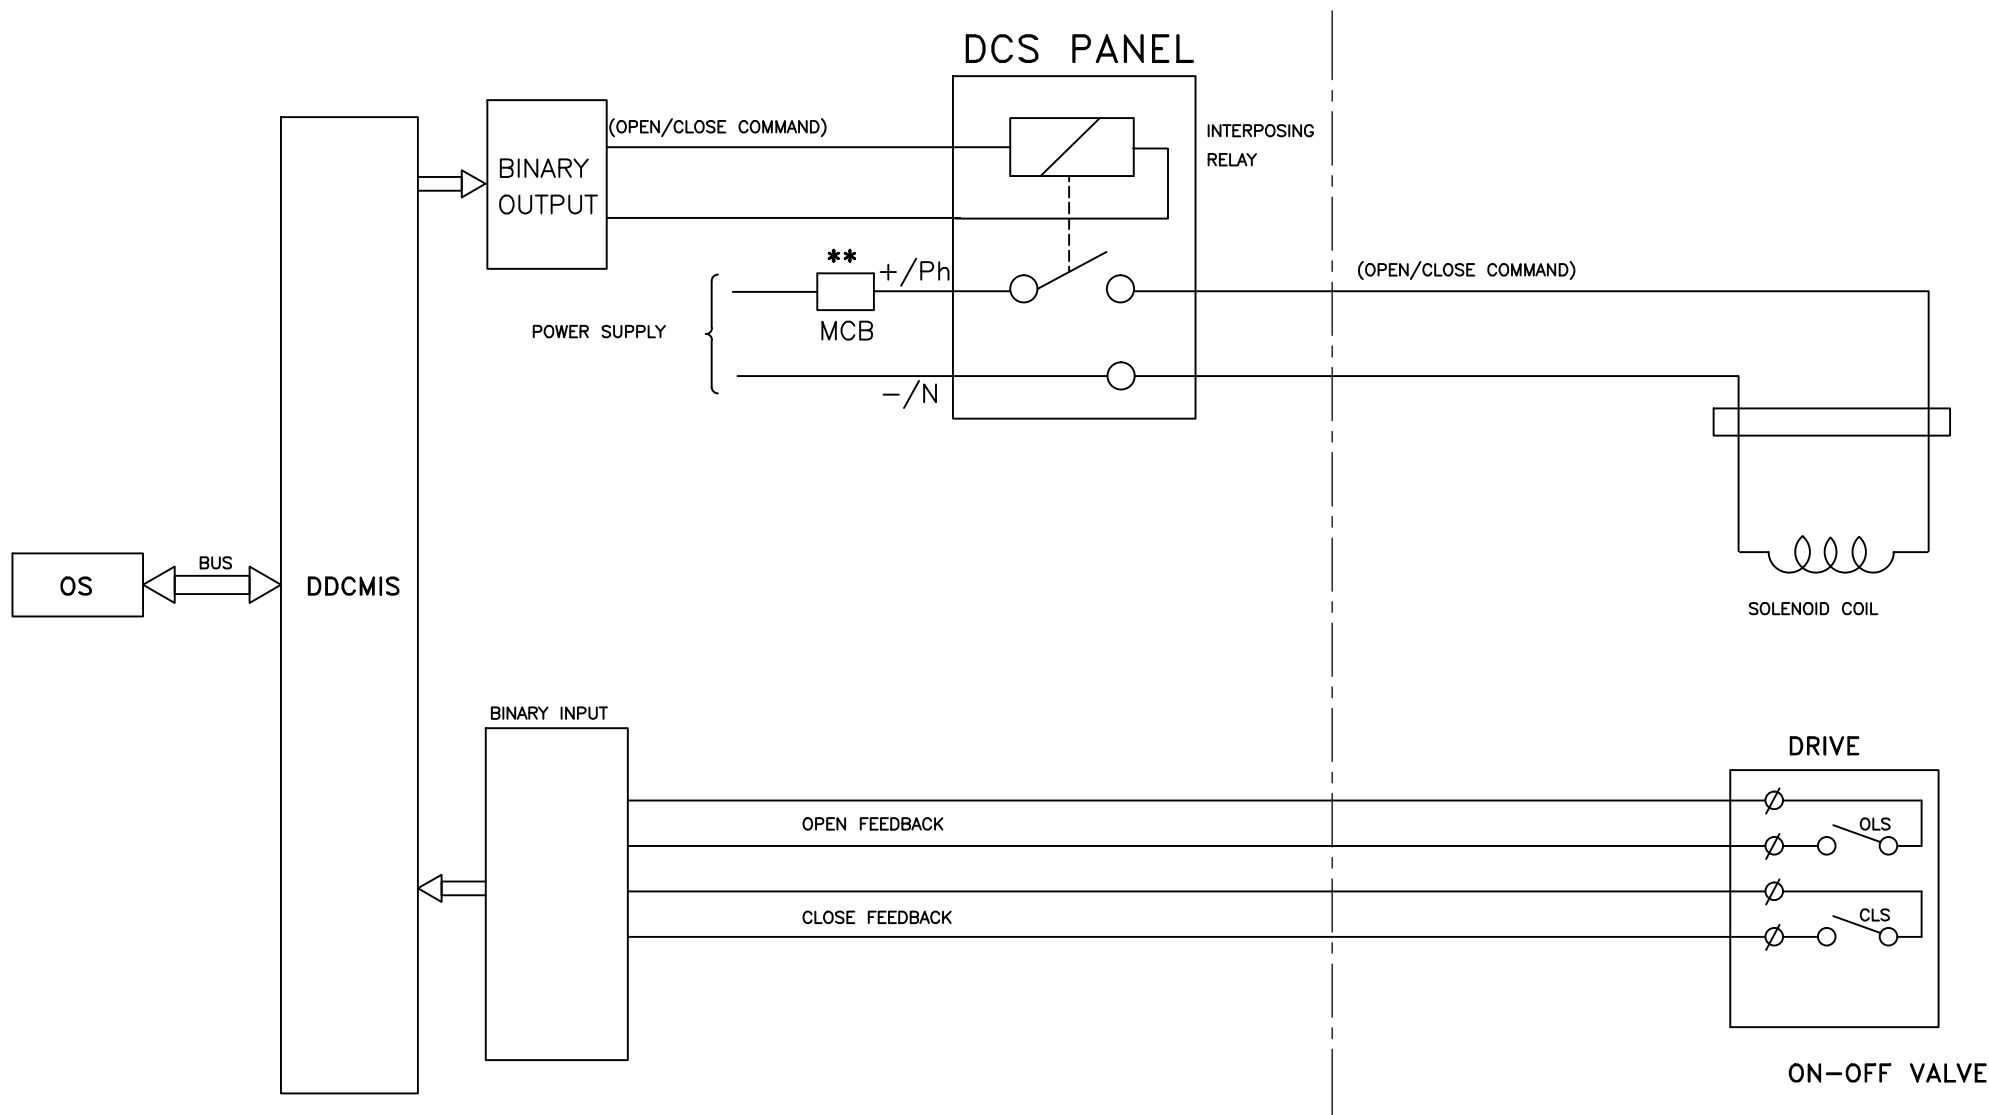 DCS PANEL
(OPEN/CLOSE COMMAND)
INTERPOSING
RELAY
BINARY
OUTPUT
**
+/Ph
(OPEN/CLOSE COMMAND)
POWER SUPPLY
MCB
-/N
BUS
OS
DDCMIS
SOLENOID COIL
BINARY INPUT
DRIVE
OPEN FEEDBACK
OLS
CLOSE FEEDBACK
CLS
ON-OFF VALVE